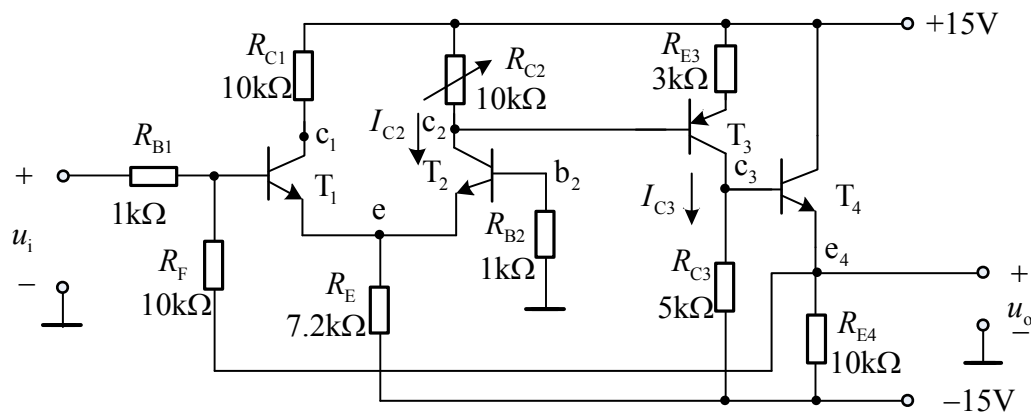 +15V
R_C1
10kΩ
R_C2
10kΩ
R_E3
3kΩ
I_C2
c_1
c_2
R_B1
1kΩ
T_1
T_2
b_2
T_3
c_3
T_4
+
u_i
−
e
R_B2
1kΩ
I_C3
R_F
10kΩ
R_E
7.2kΩ
R_C3
5kΩ
e_4
R_E4
10kΩ
+
u_o
−
−15V